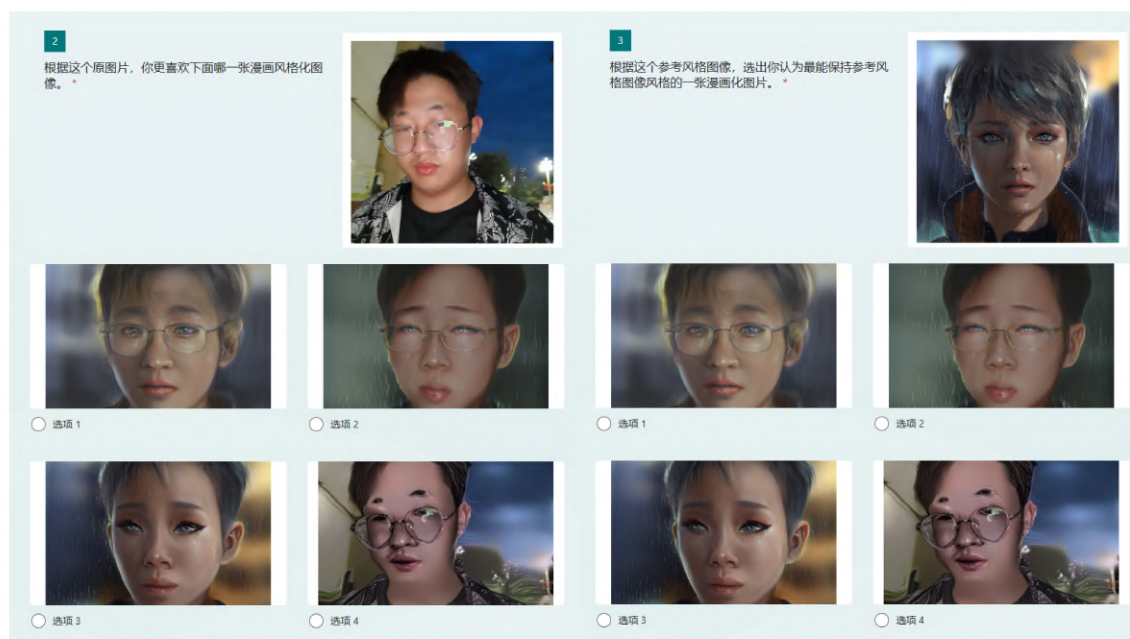 2
根据这个原图片，你更喜欢下面哪一张漫画风格化图
像。 *
选项 1
选项 2
选项 3
选项 4
3
根据这个参考风格图像，选出你认为最能保持参考风
格图像风格的一张漫画化图片。 *
选项 1
选项 2
选项 3
选项 4